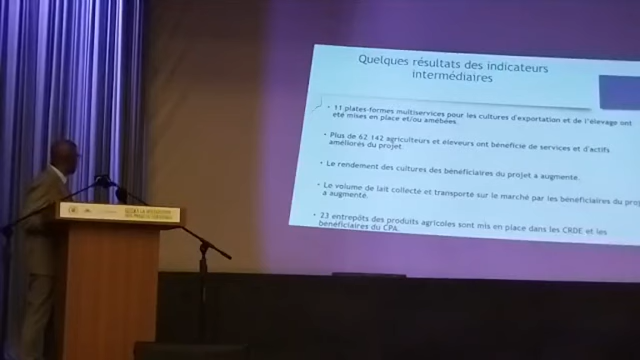 Quelques résultats des indicateurs
intermédiaires
• 11 plates-formes multiservices pour les cultures d'exportation et de l'élevage ont
été mises en place et/ou
• Plus de 62 142 agriculteurs et éleveurs ont bénéficié de services et d'actifs
améliorés du projet.
• Le rendement des cultures des bénéficiaires du projet a augmenté.
• Le volume de lait collecté et transporté sur le marché par les bénéficiaires du
a augmenté.
• 23 entrepôts des produits agricoles sont mis en place dans les CRDE et les
bénéficiaires du CPA.